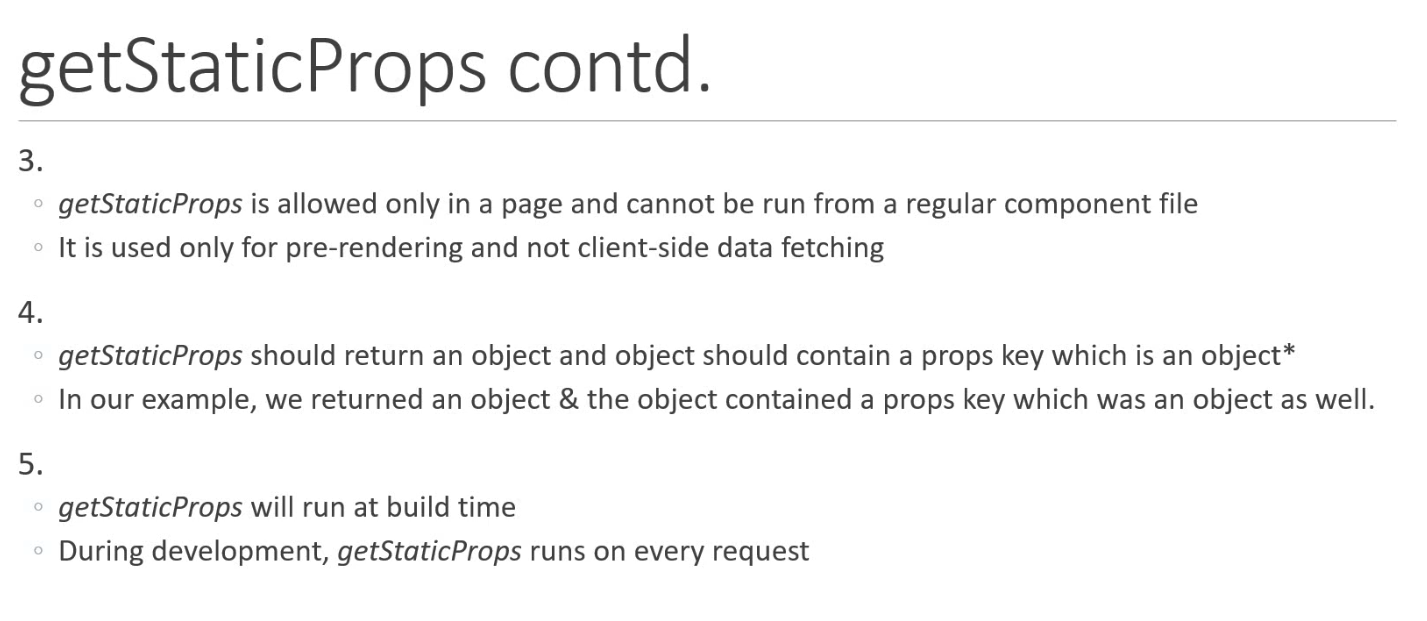 getStaticProps contd.
3.
◦ getStaticProps is allowed only in a page and cannot be run from a regular component file
◦ It is used only for pre-rendering and not client-side data fetching
4.
◦ getStaticProps should return an object and object should contain a props key which is an object*
◦ In our example, we returned an object & the object contained a props key which was an object as well.
5.
◦ getStaticProps will run at build time
◦ During development, getStaticProps runs on every request